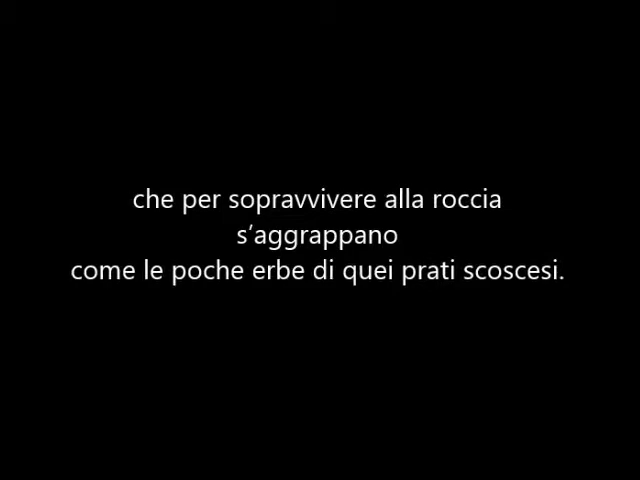 che per sopravvivere alla roccia
s’aggrappano
come le poche erbe di quei prati scoscesi.